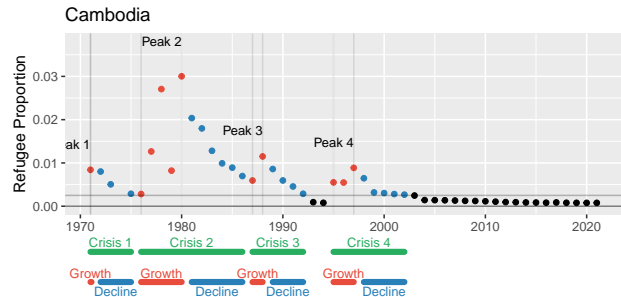 Cambodia
Peak 2
Peak 3
Peak 4
ak 1
Refugee Proportion
0.03
0.02
0.01
0.00
1970 1980 1990 2000 2010 2020
Crisis 1 Crisis 2 Crisis 3 Crisis 4
Growth Growth Growth Growth
Decline Decline Decline Decline